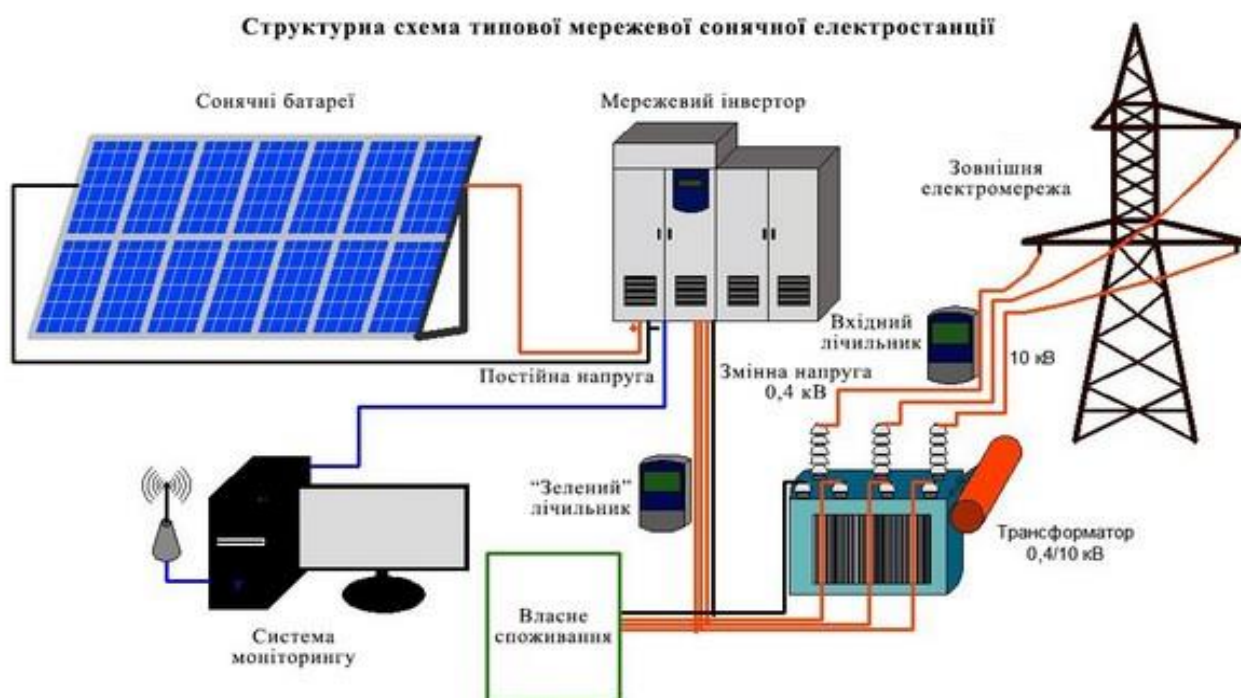 Структурна схема типової мережевої сонячної електростанції
Сонячні батареї
Мережевий інвертор
Зовнішня
електромережа
Вхідний
лічильник
10 кВ
Постійна напруга
Змінна напруга
0,4 кВ
“Зелений”
лічильник
Трансформатор
0,4/10 кВ
Власне
споживання
Система
моніторингу